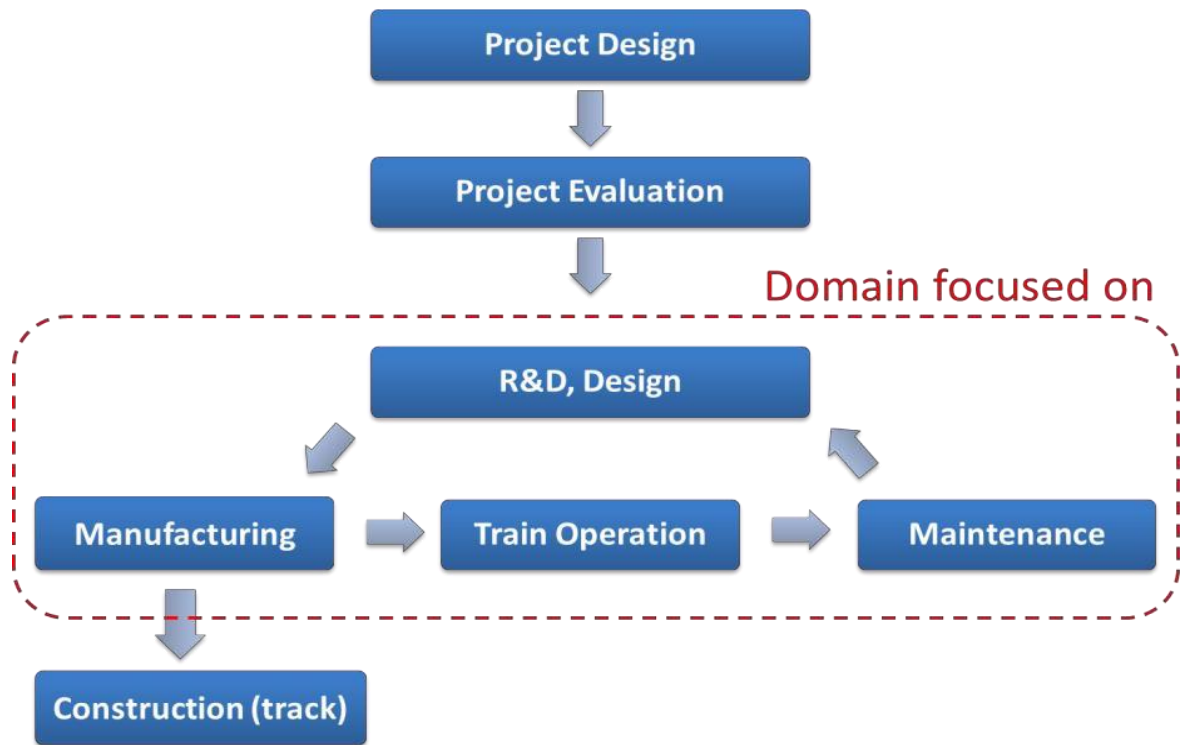 Project Design
Project Evaluation
Domain focused on
R&D, Design
Manufacturing
Train Operation
Maintenance
Construction (track)